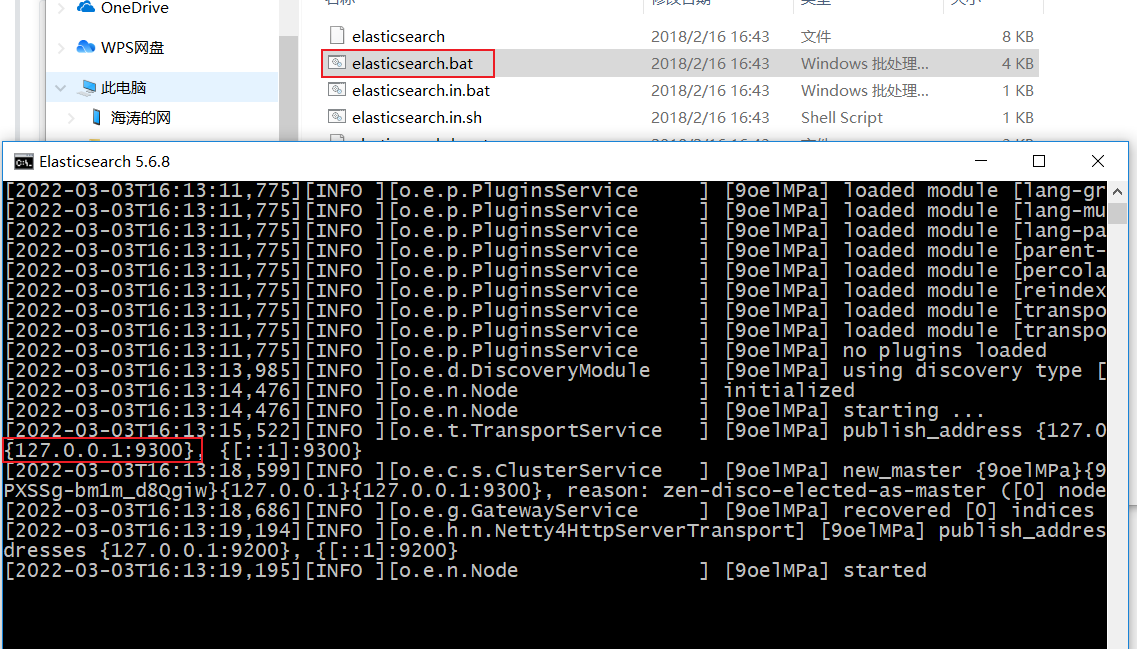 OneDrive
WPS网盘
此电脑
海涛的网
名称 修改日期 类型 大小
elasticsearch 2018/2/16 16:43 文件 8 KB
elasticsearch.bat 2018/2/16 16:43 Windows 批处理... 4 KB
elasticsearch.in.bat 2018/2/16 16:43 Windows 批处理... 1 KB
elasticsearch.in.sh 2018/2/16 16:43 Shell Script 1 KB
Elasticsearch 5.6.8
[2022-03-03T16:13:11,775][INFO ][o.e.p.PluginsService     ] [9oelMPa] loaded module [lang-gr
[2022-03-03T16:13:11,775][INFO ][o.e.p.PluginsService     ] [9oelMPa] loaded module [lang-mu
[2022-03-03T16:13:11,775][INFO ][o.e.p.PluginsService     ] [9oelMPa] loaded module [lang-pa
[2022-03-03T16:13:11,775][INFO ][o.e.p.PluginsService     ] [9oelMPa] loaded module [parent-
[2022-03-03T16:13:11,775][INFO ][o.e.p.PluginsService     ] [9oelMPa] loaded module [percola
[2022-03-03T16:13:11,775][INFO ][o.e.p.PluginsService     ] [9oelMPa] loaded module [reindex
[2022-03-03T16:13:11,775][INFO ][o.e.p.PluginsService     ] [9oelMPa] loaded module [transpo
[2022-03-03T16:13:11,775][INFO ][o.e.p.PluginsService     ] [9oelMPa] loaded module [transpo
[2022-03-03T16:13:11,775][INFO ][o.e.p.PluginsService     ] [9oelMPa] no plugins loaded
[2022-03-03T16:13:13,985][INFO ][o.e.d.DiscoveryModule    ] [9oelMPa] using discovery type [
[2022-03-03T16:13:14,476][INFO ][o.e.n.Node               ] initialized
[2022-03-03T16:13:14,476][INFO ][o.e.n.Node               ] [9oelMPa] starting ...
[2022-03-03T16:13:15,522][INFO ][o.e.t.TransportService   ] [9oelMPa] publish_address {127.0
{127.0.0.1:9300}, {[::1]:9300}
[2022-03-03T16:13:18,599][INFO ][o.e.c.s.ClusterService   ] [9oelMPa] new_master {9oelMPa}{9
PXSSg-bm1m_d8Qgiw}{127.0.0.1}{127.0.0.1:9300}, reason: zen-disco-elected-as-master ([0] node
[2022-03-03T16:13:18,686][INFO ][o.e.g.GatewayService     ] [9oelMPa] recovered [0] indices
[2022-03-03T16:13:19,194][INFO ][o.e.h.n.Netty4HttpServerTransport] [9oelMPa] publish_addres
dresses {127.0.0.1:9200}, {[::1]:9200}
[2022-03-03T16:13:19,195][INFO ][o.e.n.Node               ] [9oelMPa] started